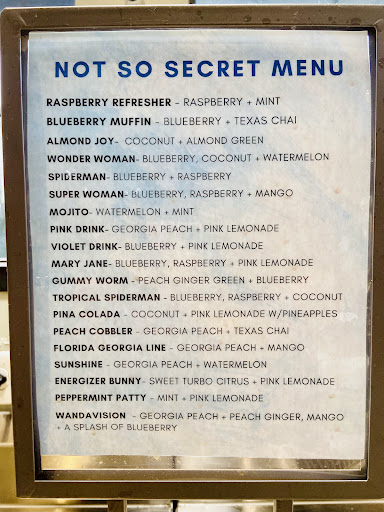 NOT SO SECRET MENU
RASPBERRY REFRESHER - RASPBERRY + MINT
BLUEBERRY MUFFIN - BLUEBERRY + TEXAS CHAI
ALMOND JOY- COCONUT + ALMOND GREEN
WONDER WOMAN- BLUEBERRY, COCONUT + WATERMELON
SPIDERMAN- BLUEBERRY + RASPBERRY
SUPER WOMAN- BLUEBERRY, RASPBERRY + MANGO
MOJITO- WATERMELON + MINT
PINK DRINK- GEORGIA PEACH + PINK LEMONADE
VIOLET DRINK- BLUEBERRY + PINK LEMONADE
MARY JANE- BLUEBERRY, RASPBERRY + PINK LEMONADE
GUMMY WORM - PEACH GINGER GREEN + BLUEBERRY
TROPICAL SPIDERMAN - BLUEBERRY, RASPBERRY + COCONUT
PINA COLADA - COCONUT + PINK LEMONADE W/PINEAPPLES
PEACH COBBLER - GEORGIA PEACH + TEXAS CHAI
FLORIDA GEORGIA LINE - GEORGIA PEACH + MANGO
SUNSHINE - GEORGIA PEACH + WATERMELON
ENERGIZER BUNNY- SWEET TURBO CITRUS + PINK LEMONADE
PEPPERMINT PATTY - MINT + PINK LEMONADE
WANDAVISION - GEORGIA PEACH + PEACH GINGER, MANGO
+ A SPLASH OF BLUEBERRY